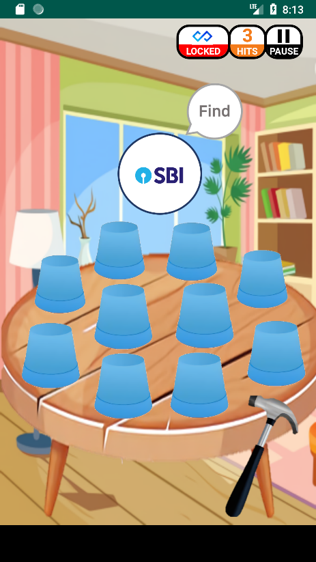 LTE 8:13
3
LOCKED HITS PAUSE
Find
SBI